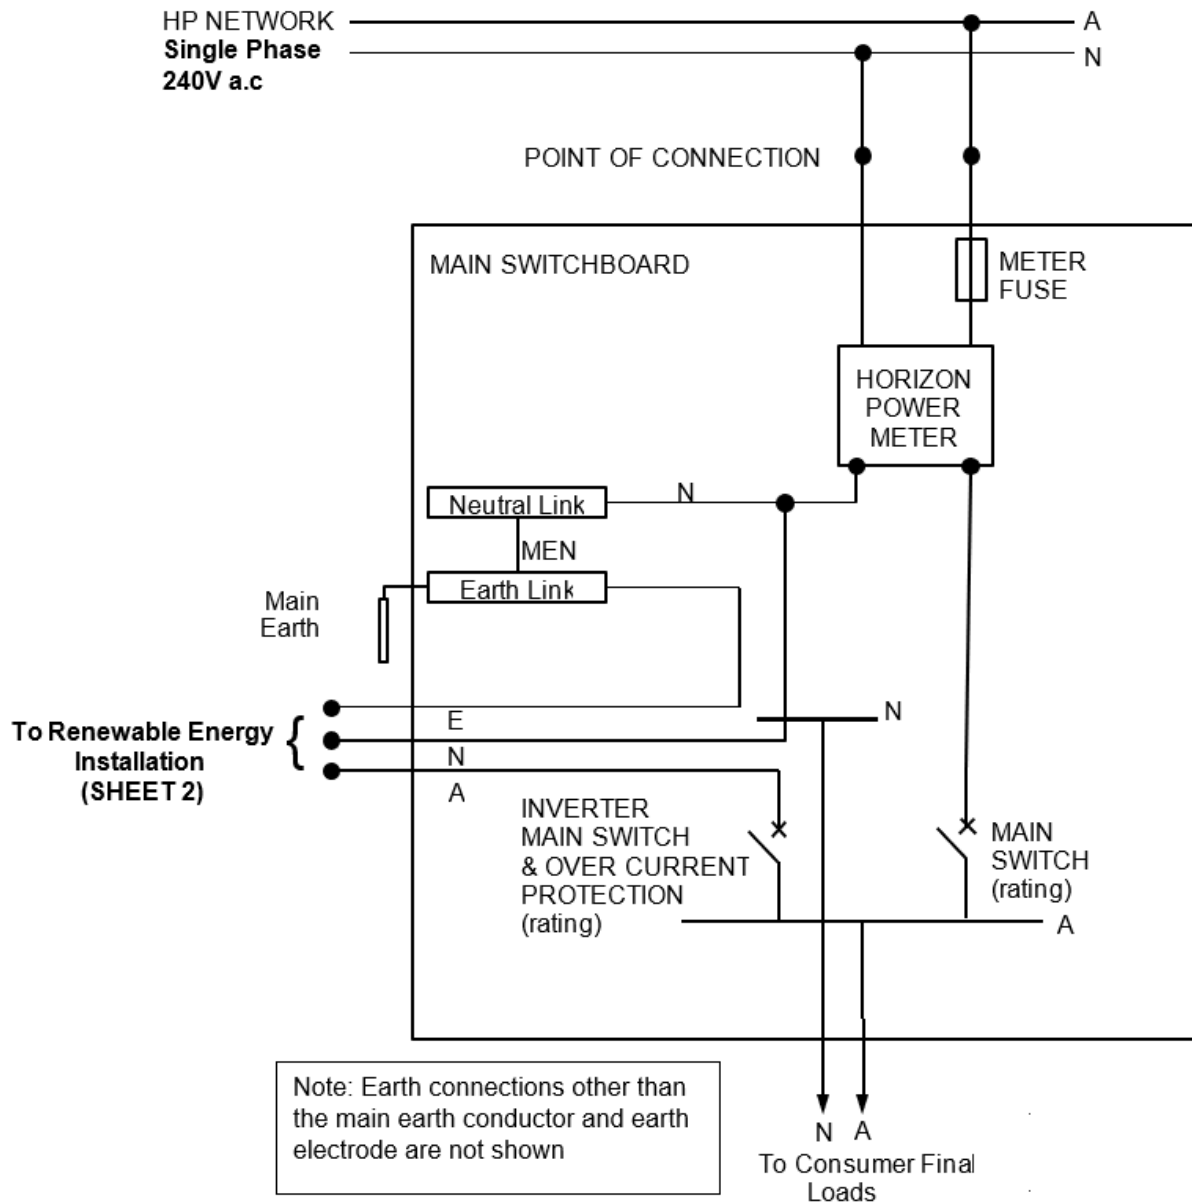 HP NETWORK
Single Phase
240V a.c
A
N
POINT OF CONNECTION
MAIN SWITCHBOARD
METER
FUSE
HORIZON
POWER
METER
Neutral Link
N
MEN
Earth Link
Main
Earth
To Renewable Energy
Installation
(SHEET 2)
{
E
N
A
N
INVERTER
MAIN SWITCH
& OVER CURRENT
PROTECTION
(rating)
MAIN
SWITCH
(rating)
A
Note: Earth connections other than
the main earth conductor and earth
electrode are not shown
N A
To Consumer Final
Loads